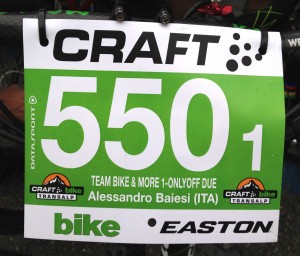 CRAFT
550 1
DATASPORT
TEAM BIKE & MORE 1-ONLYOFF DUE
Alessandro Baiesi (ITA)
CRAFT bike
TRANSALP
CRAFT bike
TRANSALP
bike
EASTON